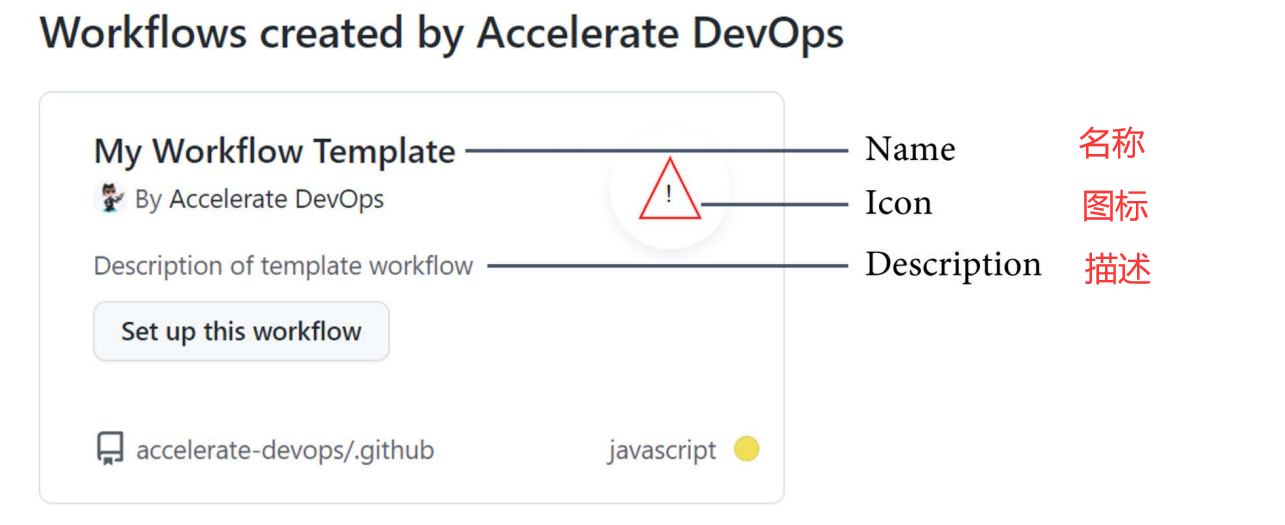 Workflows created by Accelerate DevOps
My Workflow Template
Name 名称
!
By Accelerate DevOps
Icon 图标
Description of template workflow
Description 描述
Set up this workflow
accelerate-devops/.github
javascript